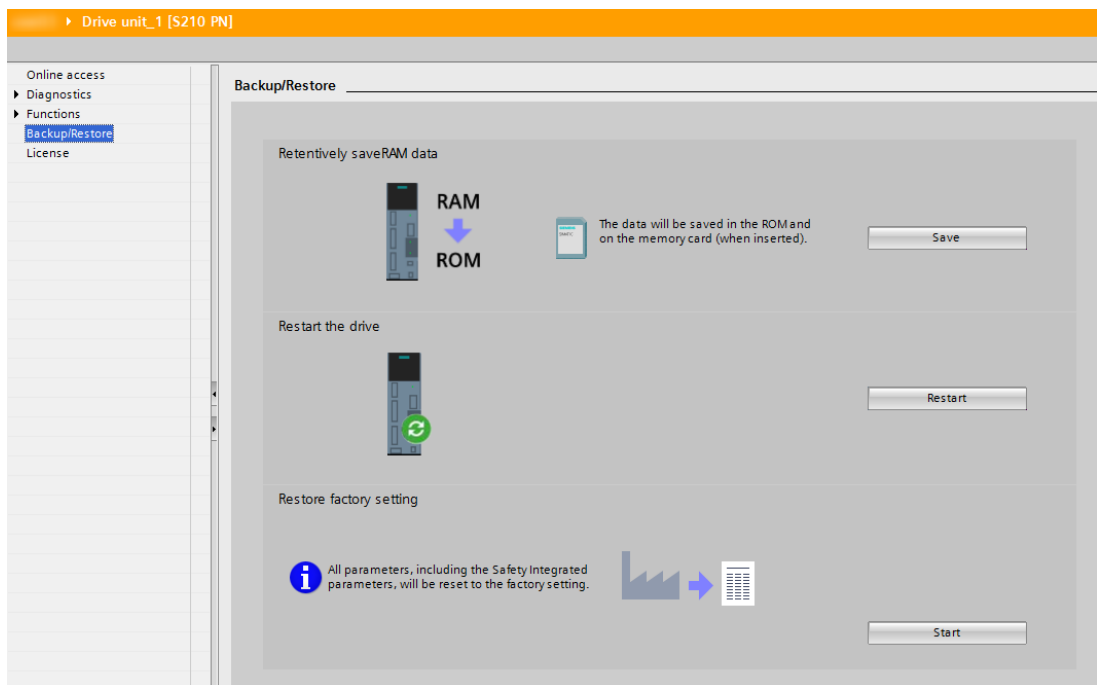 Drive unit_1 [S210 PN]
Online access
Diagnostics
Functions
Backup/Restore
License
Backup/Restore
Retentively saveRAM data
RAM
ROM
SIMATIC
The data will be saved in the ROM and
on the memory card (when inserted).
Save
Restart the drive
Restart
Restore factory setting
All parameters, including the Safety Integrated
parameters, will be reset to the factory setting.
Start